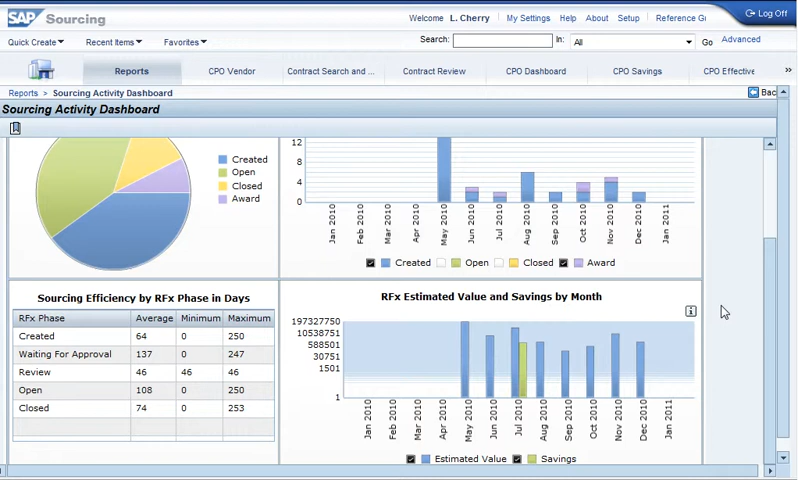 SAP Sourcing
Welcome L. Cherry My Settings Help About Setup Reference Gu
Log Off
Quick Create Recent Items Favorites
Search: In: All Go Advanced
Reports CPO Vendor Contract Search and ... Contract Review CPO Dashboard CPO Savings CPO Effective »
Reports > Sourcing Activity Dashboard
Bac
Sourcing Activity Dashboard
Created
Open
Closed
Award
12
8
4
0
Jan 2010 Feb 2010 Mar 2010 Apr 2010 May 2010 Jun 2010 Jul 2010 Aug 2010 Sep 2010 Oct 2010 Nov 2010 Dec 2010 Jan 2011
Created Open Closed Award
Sourcing Efficiency by RFx Phase in Days
RFx Phase Average Minimum Maximum
Created 64 0 250
Waiting For Approval 137 0 247
Review 46 46 46
Open 108 0 250
Closed 74 0 253
RFx Estimated Value and Savings by Month
197327750
10538751
588501
30751
1501
1
Jan 2010 Feb 2010 Mar 2010 Apr 2010 May 2010 Jun 2010 Jul 2010 Aug 2010 Sep 2010 Oct 2010 Nov 2010 Dec 2010 Jan 2011
Estimated Value Savings